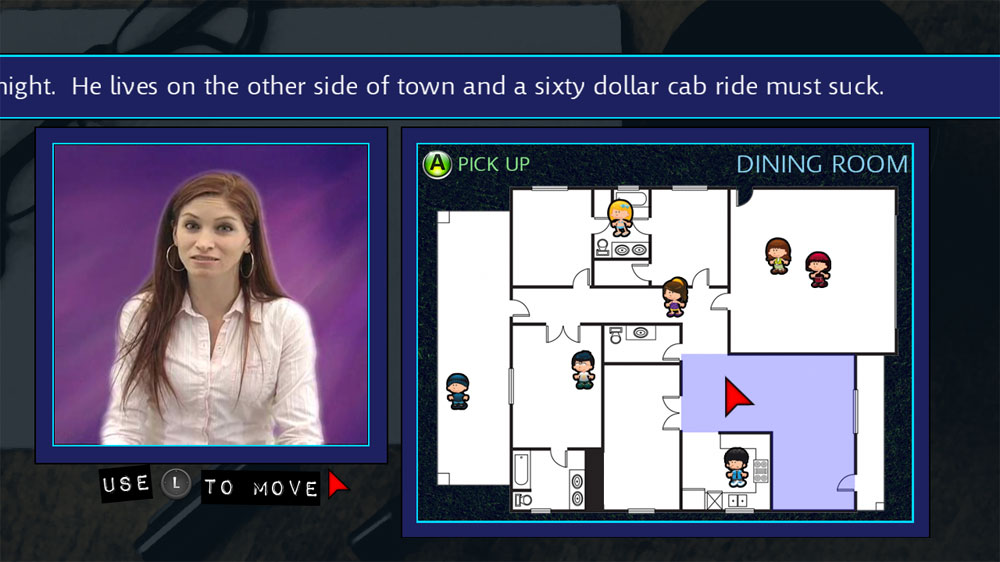 night.  He lives on the other side of town and a sixty dollar cab ride must suck.
A PICK UP
DINING ROOM
USE L TO MOVE